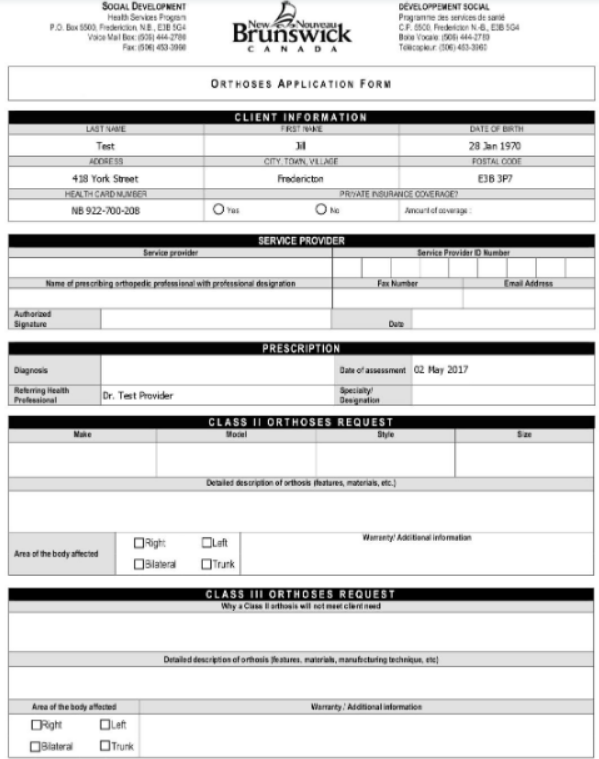 SOCIAL DEVELOPMENT
Health Services Program
P.O. Box 5500, Fredericton, N.B., E3B 5G4
Voice Mail Box: (506) 444-2788
Fax: (506) 453-3960
New Nouveau
Brunswick
CANADA
DÉVELOPPEMENT SOCIAL
Programme des services de santé
C.P. 5500, Fredericton N.-B., E3B 5G4
Boîte Vocale: (506) 444-2788
Télécopieur: (506) 453-3960
ORTHOSES APPLICATION FORM
CLIENT INFORMATION
LAST NAME FIRST NAME DATE OF BIRTH
Test Jill 28 Jan 1970
ADDRESS CITY, TOWN, VILLAGE POSTAL CODE
418 York Street Fredericton E3B 3P7
HEALTH CARD NUMBER PRIVATE INSURANCE COVERAGE?
NB 922-700-208 Yes No Amount of coverage :
SERVICE PROVIDER
Service provider Service Provider ID Number
Name of prescribing orthopedic professional with professional designation Fax Number Email Address
Authorized Signature Date
PRESCRIPTION
Diagnosis Date of assessment 02 May 2017
Referring Health Professional Dr. Test Provider Specialty/ Designation
CLASS II ORTHOSES REQUEST
Make Model Style Size
Detailed description of orthosis (features, materials, etc.)
Area of the body affected Right Left Warranty/ Additional information
Bilateral Trunk
CLASS III ORTHOSES REQUEST
Why a Class II orthosis will not meet client need
Detailed description of orthosis (features, materials, manufacturing technique, etc)
Area of the body affected Warranty / Additional information
Right Left
Bilateral Trunk